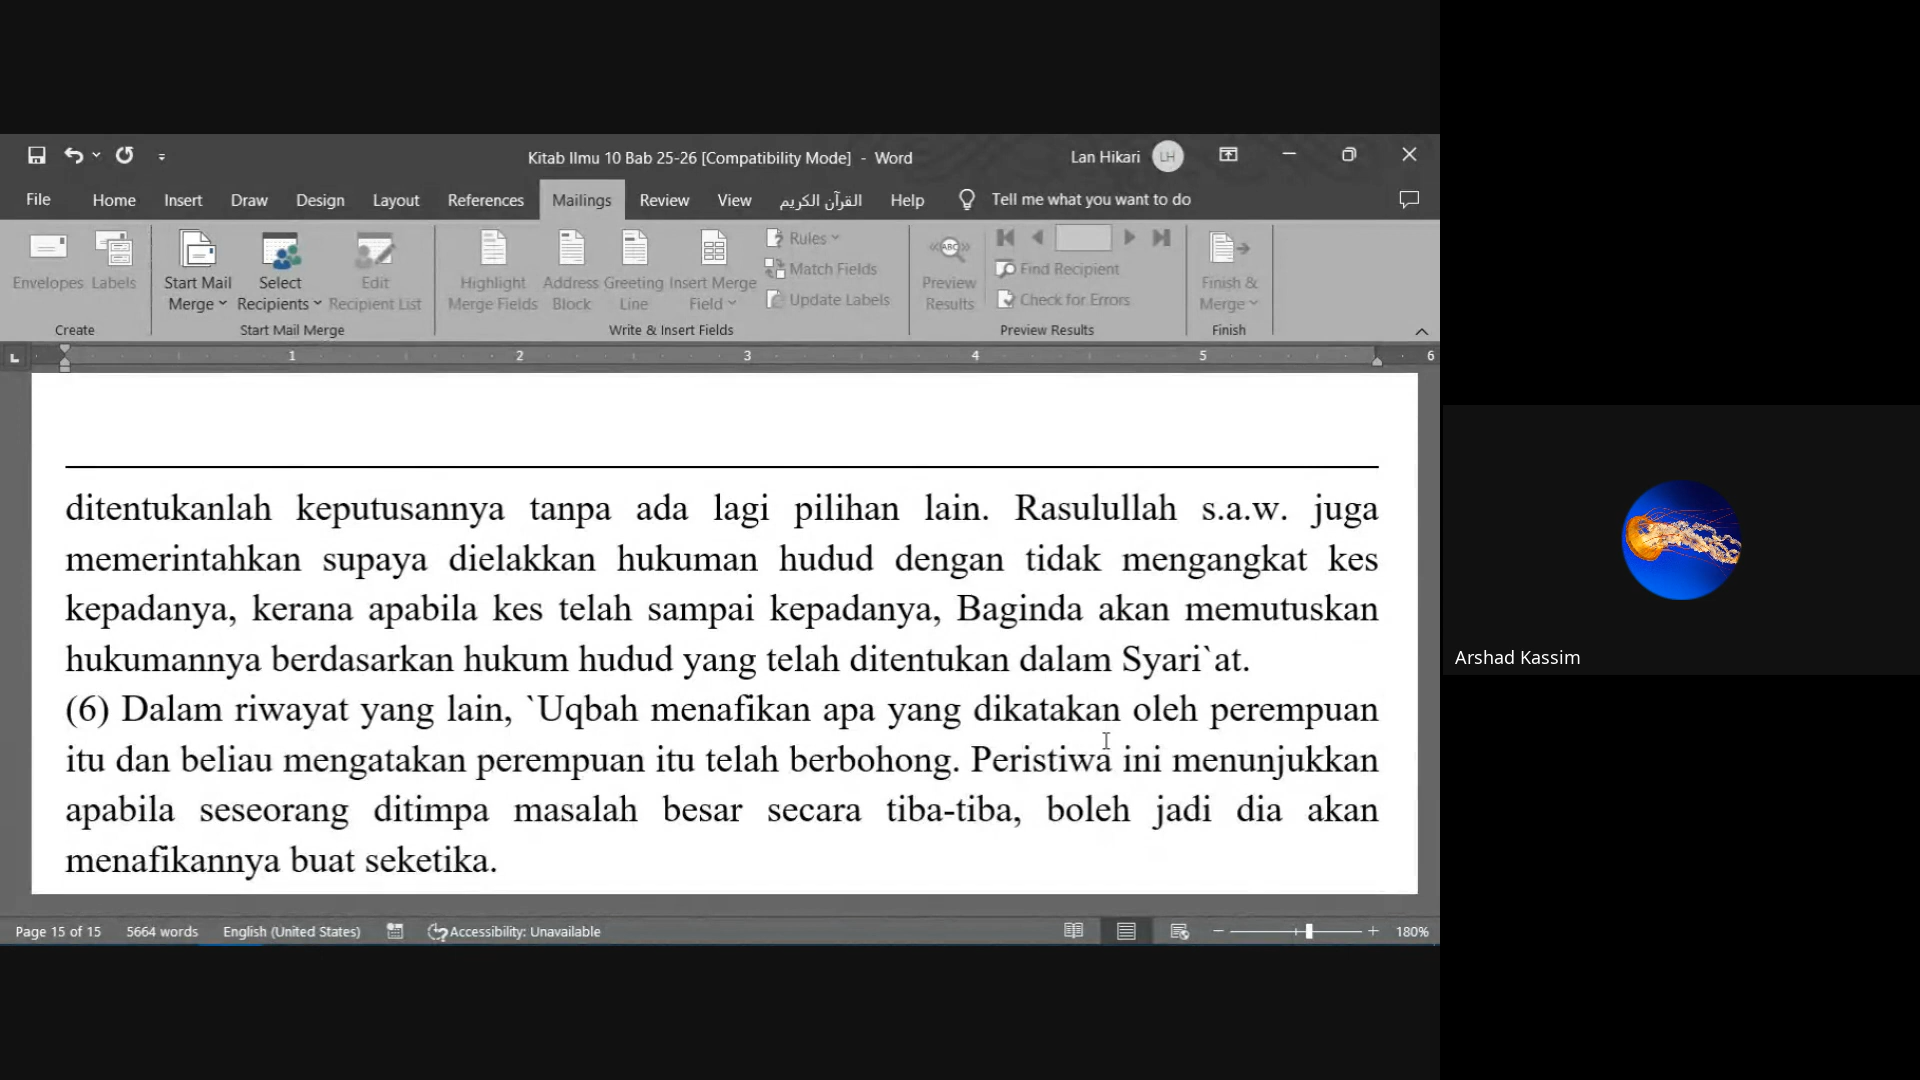 Kitab Ilmu 10 Bab 25-26 [Compatibility Mode] - Word
Lan Hikari LH
File Home Insert Draw Design Layout References Mailings Review View القرآن الكريم Help Tell me what you want to do
Envelopes Labels
Create
Start Mail Merge
Select Recipients
Edit Recipient List
Start Mail Merge
Highlight Merge Fields
Address Block
Greeting Line
Insert Merge Field
Rules
Match Fields
Update Labels
Write & Insert Fields
ABC
Preview Results
Find Recipient
Check for Errors
Preview Results
Finish & Merge
Finish
1 2 3 4 5 6
ditentukanlah keputusannya tanpa ada lagi pilihan lain. Rasulullah s.a.w. juga
memerintahkan supaya dielakkan hukuman hudud dengan tidak mengangkat kes
kepadanya, kerana apabila kes telah sampai kepadanya, Baginda akan memutuskan
hukumannya berdasarkan hukum hudud yang telah ditentukan dalam Syari`at.
(6) Dalam riwayat yang lain, `Uqbah menafikan apa yang dikatakan oleh perempuan
itu dan beliau mengatakan perempuan itu telah berbohong. Peristiwa ini menunjukkan
apabila seseorang ditimpa masalah besar secara tiba-tiba, boleh jadi dia akan
menafikannya buat seketika.
Page 15 of 15 5664 words English (United States) Accessibility: Unavailable 180%
Arshad Kassim